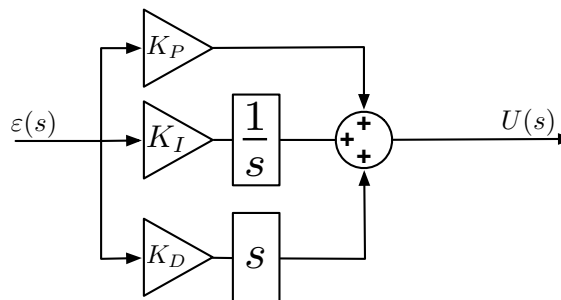 K_P
ε(s) K_I 1/s + + + U(s)
K_D s